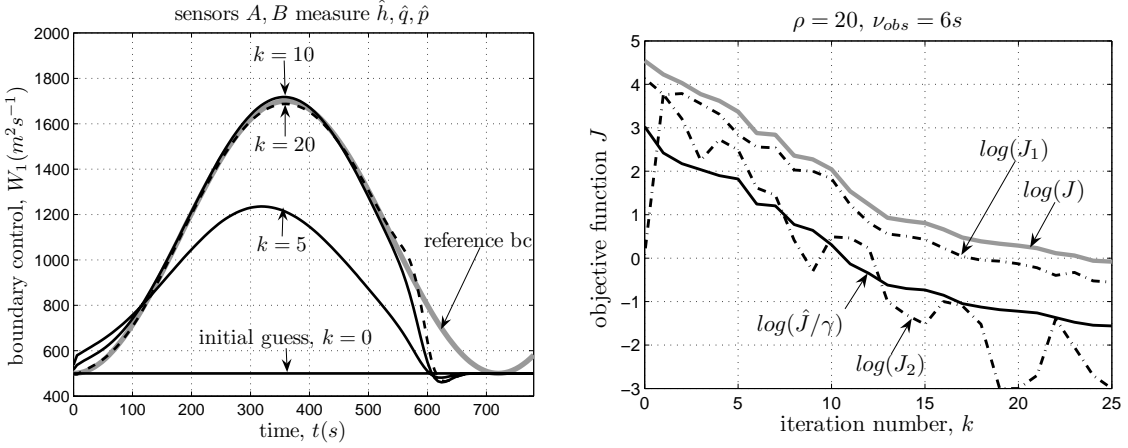 sensors A, B measure ĥ, q̂, p̂
boundary control, W₁(m²s⁻¹)
2000
1800
1600
1400
1200
1000
800
600
400
k = 10
k = 20
k = 5
reference bc
initial guess, k = 0
0 100 200 300 400 500 600 700
time, t(s)
ρ = 20, ν_obs = 6s
objective function J
5
4
3
2
1
0
−1
−2
−3
log(J₁)
log(J)
log(Ĵ/γ)
log(J₂)
0 5 10 15 20 25
iteration number, k